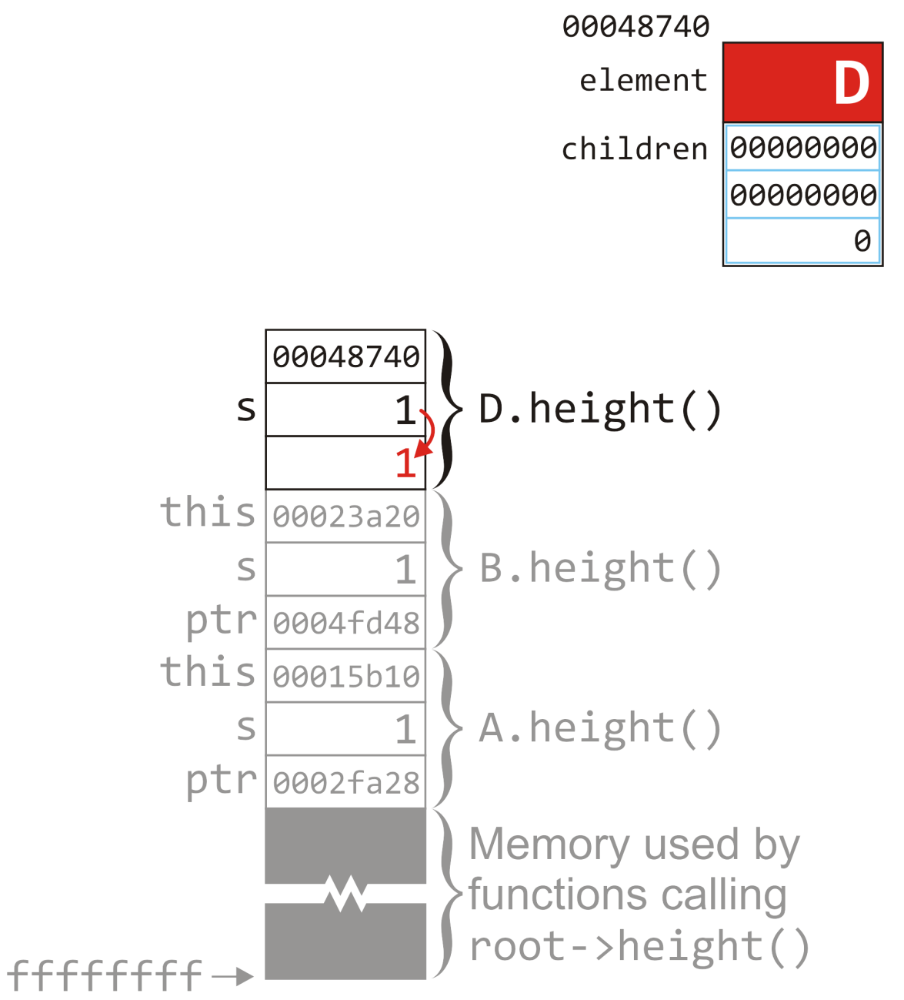 00048740
element D
children 00000000
00000000
0
00048740
s 1 D.height()
1
this 00023a20
s 1 B.height()
ptr 0004fd48
this 00015b10
s 1 A.height()
ptr 0002fa28
Memory used by
functions calling
root->height()
ffffffff